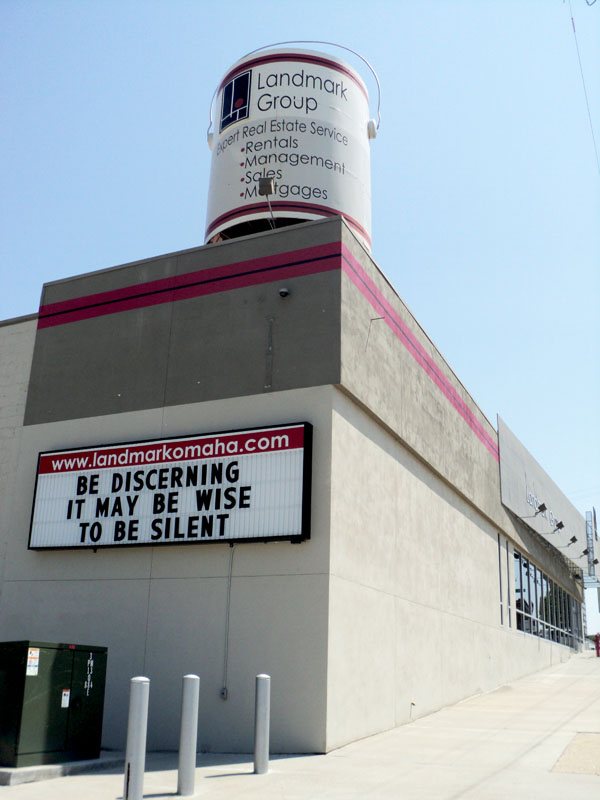 Landmark
Group
Expert Real Estate Service
•Rentals
•Management
•Sales
•Mortgages
www.landmarkomaha.com
BE DISCERNING
IT MAY BE WISE
TO BE SILENT